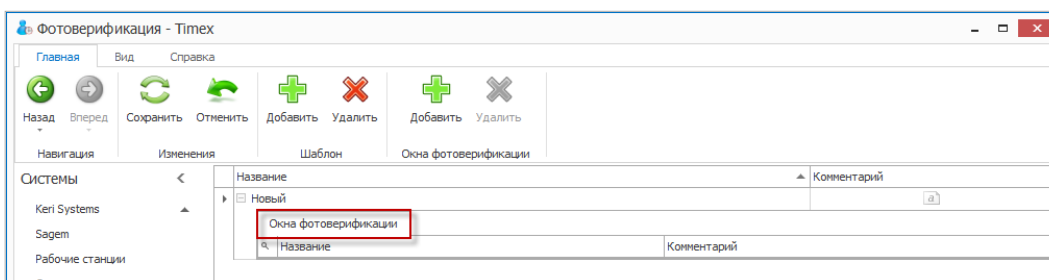 Фотоверификация - Timex
Главная Вид Справка
Назад Вперед Сохранить Отменить Добавить Удалить Добавить Удалить
Навигация Изменения Шаблон Окна фотоверификации
Системы Название Комментарий
Keri Systems Новый a
Окна фотоверификации
Sagem Название Комментарий
Рабочие станции